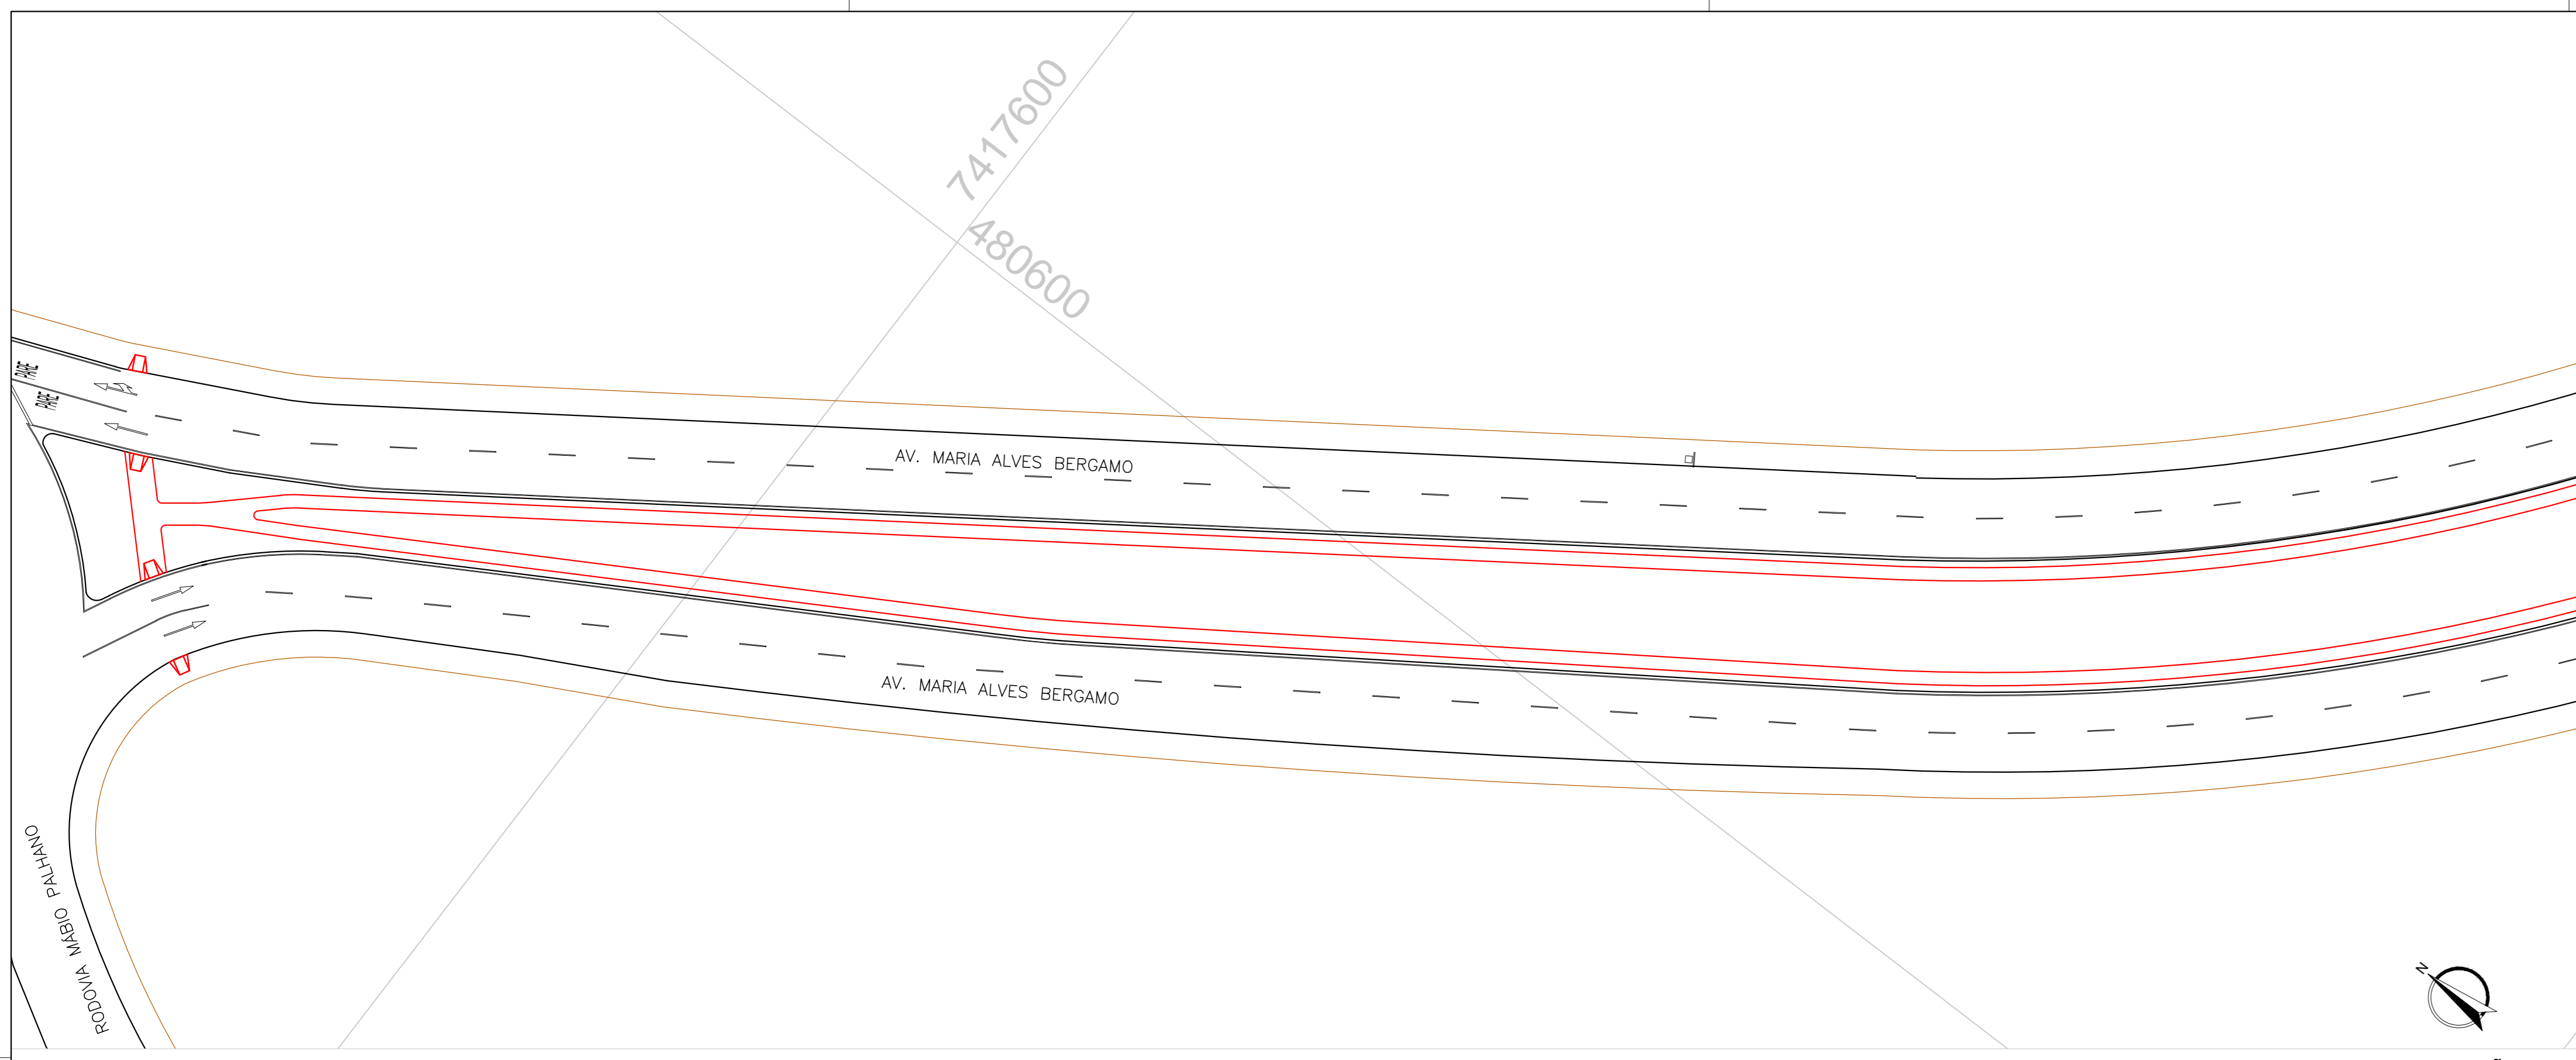 7417600
480600
PARE
PARE
AV. MARIA ALVES BERGAMO
AV. MARIA ALVES BERGAMO
RODOVIA MÁBIO PALHANO
N